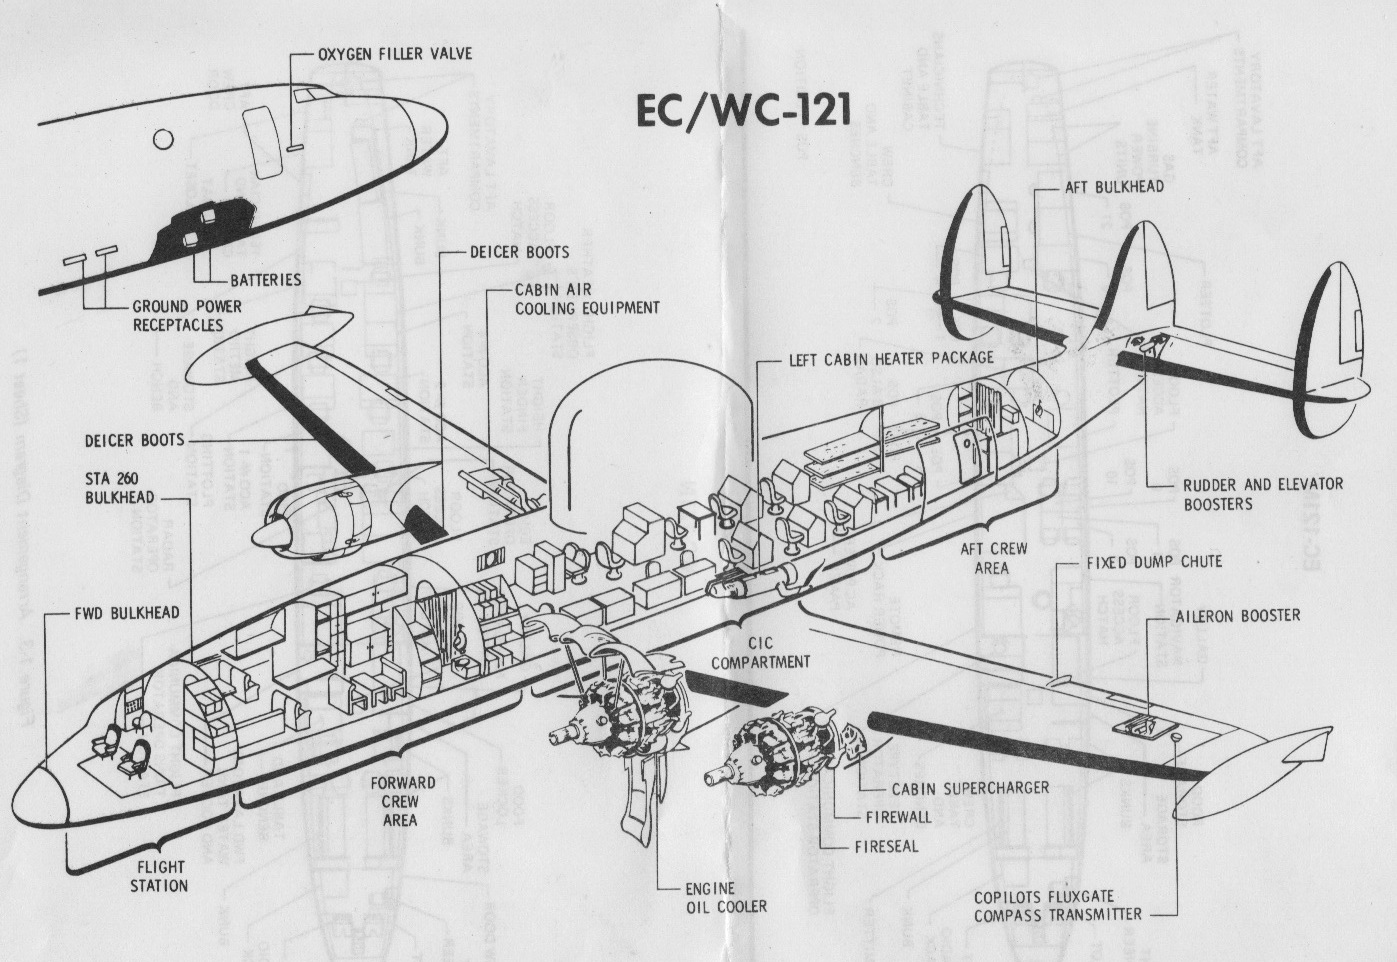 OXYGEN FILLER VALVE
EC/WC-121
AFT BULKHEAD
DEICER BOOTS
BATTERIES
CABIN AIR
COOLING EQUIPMENT
GROUND POWER
RECEPTACLES
LEFT CABIN HEATER PACKAGE
DEICER BOOTS
STA 260
BULKHEAD
RUDDER AND ELEVATOR
BOOSTERS
AFT CREW
AREA
FIXED DUMP CHUTE
FWD BULKHEAD
AILERON BOOSTER
CIC
COMPARTMENT
FORWARD
CREW
AREA
CABIN SUPERCHARGER
FIREWALL
FIRESEAL
FLIGHT
STATION
ENGINE
OIL COOLER
COPILOTS FLUXGATE
COMPASS TRANSMITTER